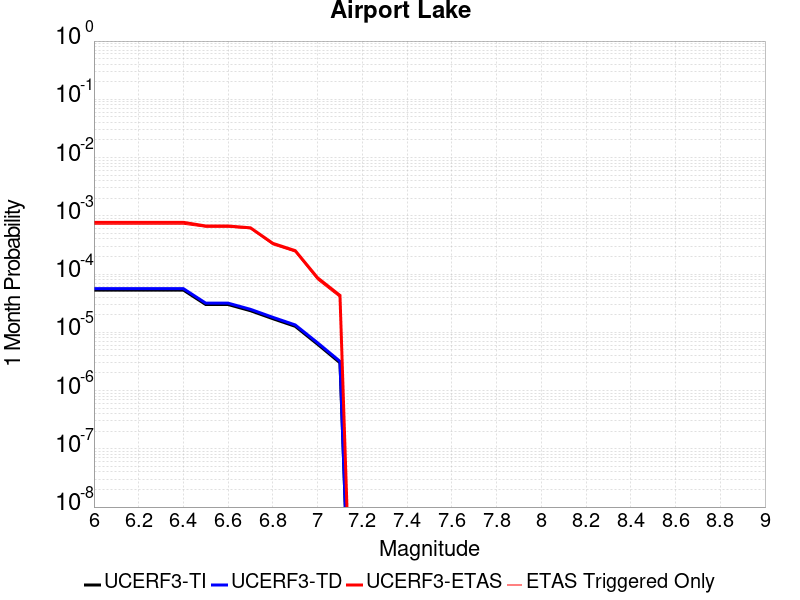 Airport Lake
10 0
10 -1
10 -2
10 -3
10 -4
10 -5
10 -6
10 -7
10 -8
1 Month Probability
6 6.2 6.4 6.6 6.8 7 7.2 7.4 7.6 7.8 8 8.2 8.4 8.6 8.8 9
Magnitude
UCERF3-TI UCERF3-TD UCERF3-ETAS ETAS Triggered Only